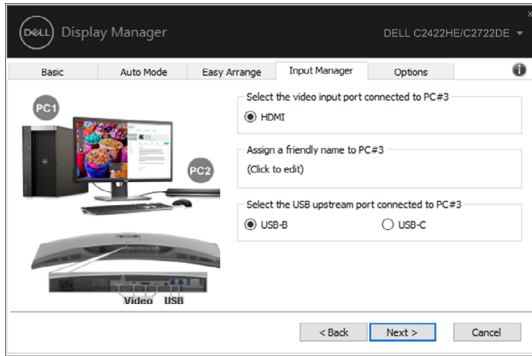 DELL Display Manager
DELL C2422HE/C2722DE
Basic Auto Mode Easy Arrange Input Manager Options
Select the video input port connected to PC#3
HDMI
Assign a friendly name to PC#3
(Click to edit)
Select the USB upstream port connected to PC#3
USB-B USB-C
PC1
PC2
Video USB
< Back Next > Cancel